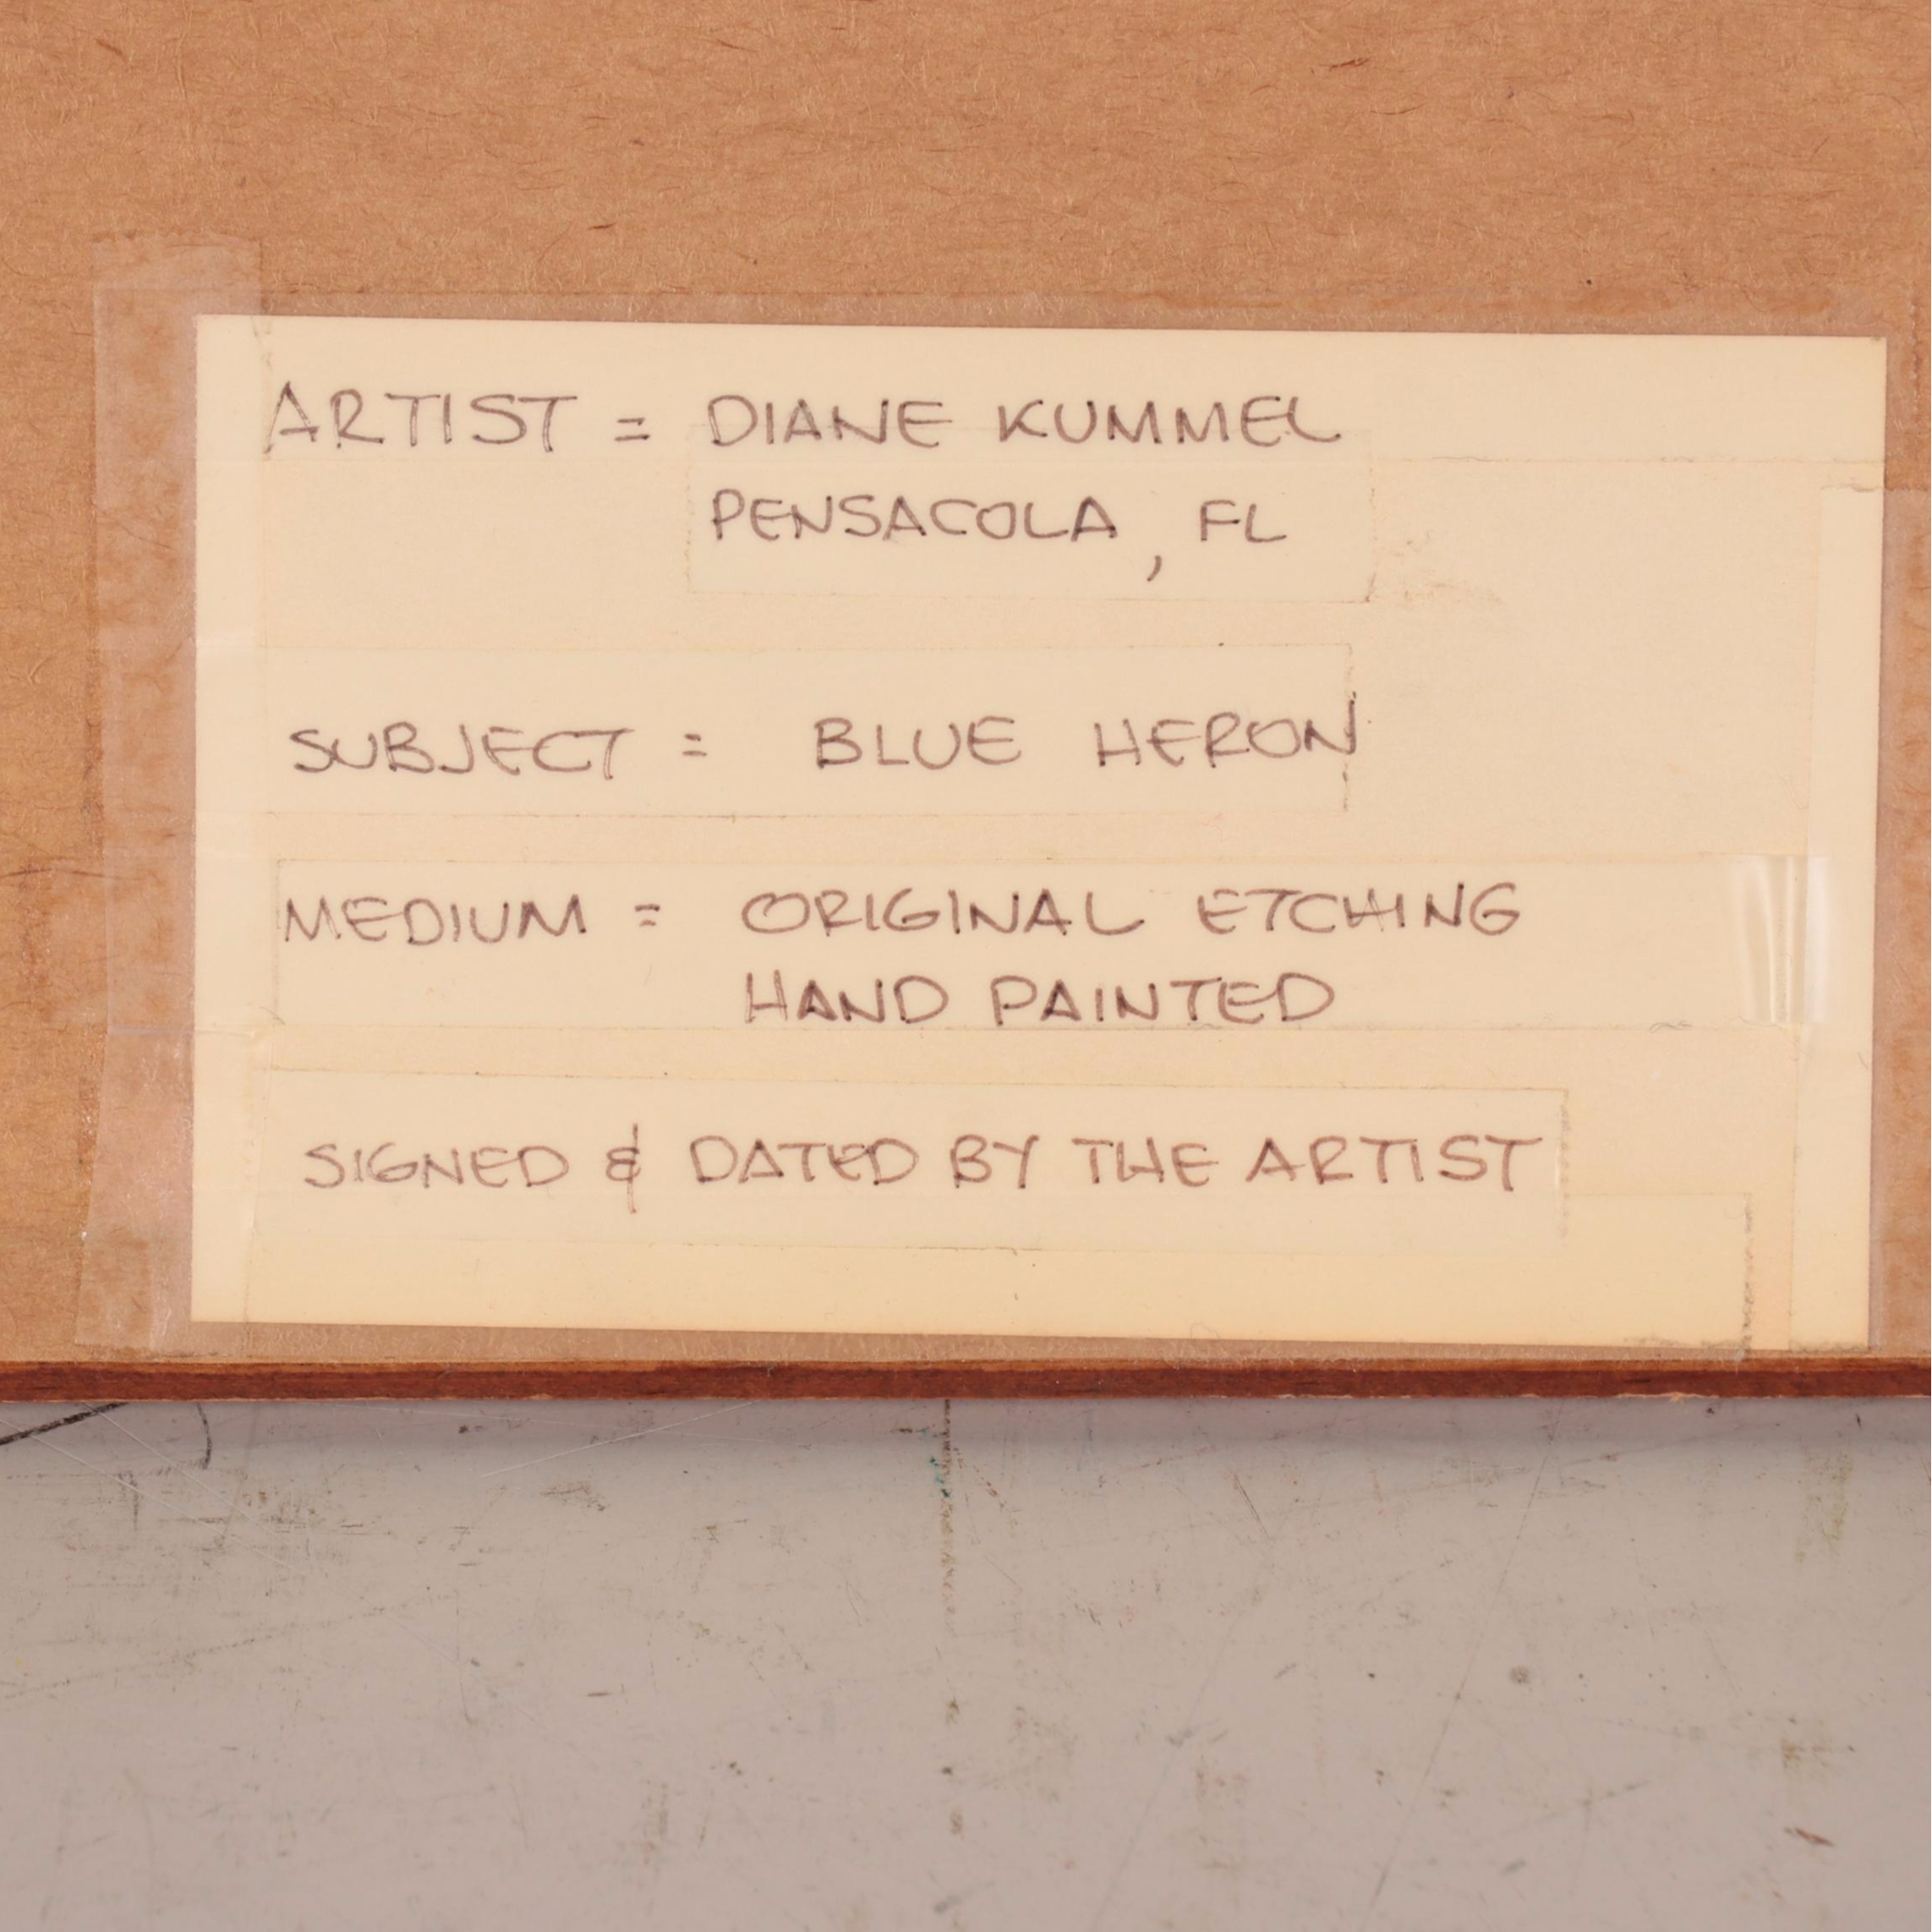 ARTIST = DIANE KUMMEL
PENSACOLA, FL
SUBJECT = BLUE HERON
MEDIUM = ORIGINAL ETCHING
HAND PAINTED
SIGNED & DATED BY THE ARTIST